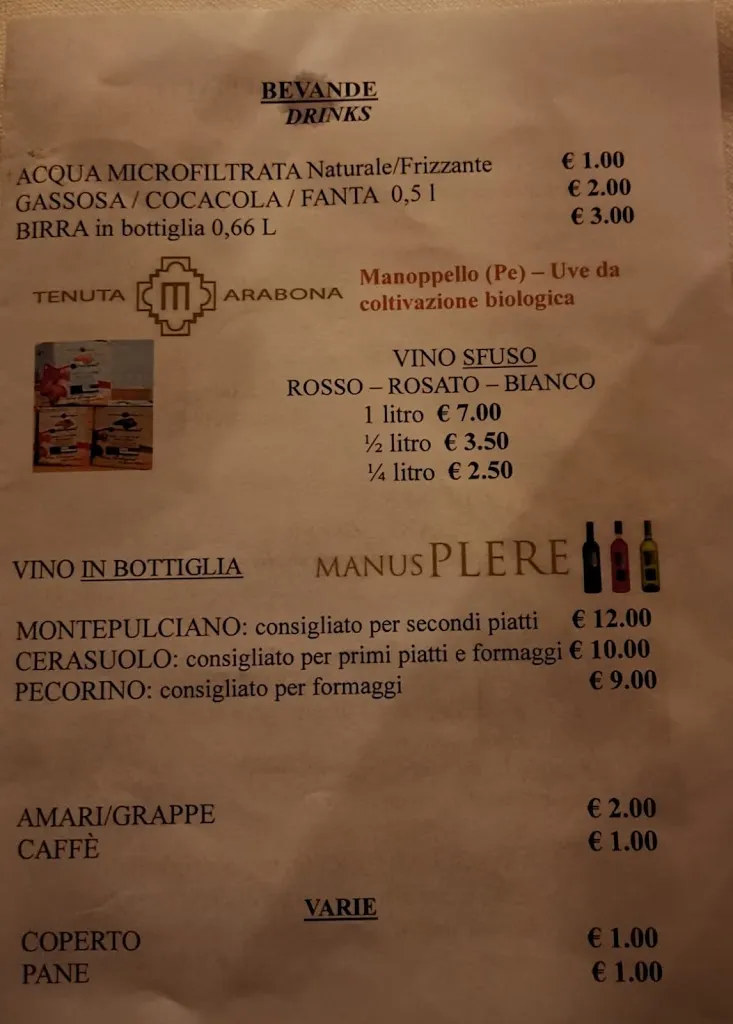 BEVANDE
DRINKS
ACQUA MICROFILTRATA Naturale/Frizzante € 1.00
GASSOSA / COCACOLA / FANTA 0,5 l € 2.00
BIRRA in bottiglia 0,66 L € 3.00
TENUTA M ARABONA
Manoppello (Pe) – Uve da
coltivazione biologica
VINO SFUSO
ROSSO – ROSATO – BIANCO
1 litro € 7.00
½ litro € 3.50
¼ litro € 2.50
VINO IN BOTTIGLIA MANUS PLERE
MONTEPULCIANO: consigliato per secondi piatti € 12.00
CERASUOLO: consigliato per primi piatti e formaggi € 10.00
PECORINO: consigliato per formaggi € 9.00
AMARI/GRAPPE € 2.00
CAFFÈ € 1.00
VARIE
COPERTO € 1.00
PANE € 1.00